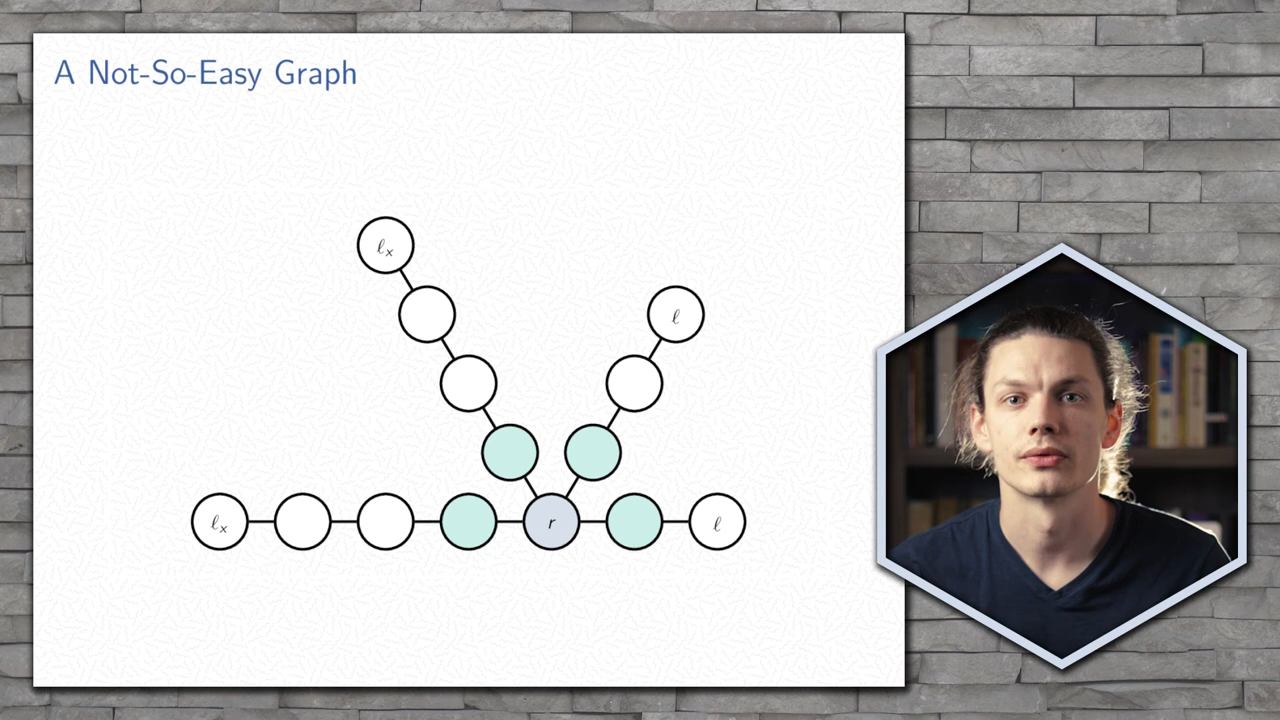 A Not-So-Easy Graph
ℓₓ
ℓ
ℓₓ r ℓ